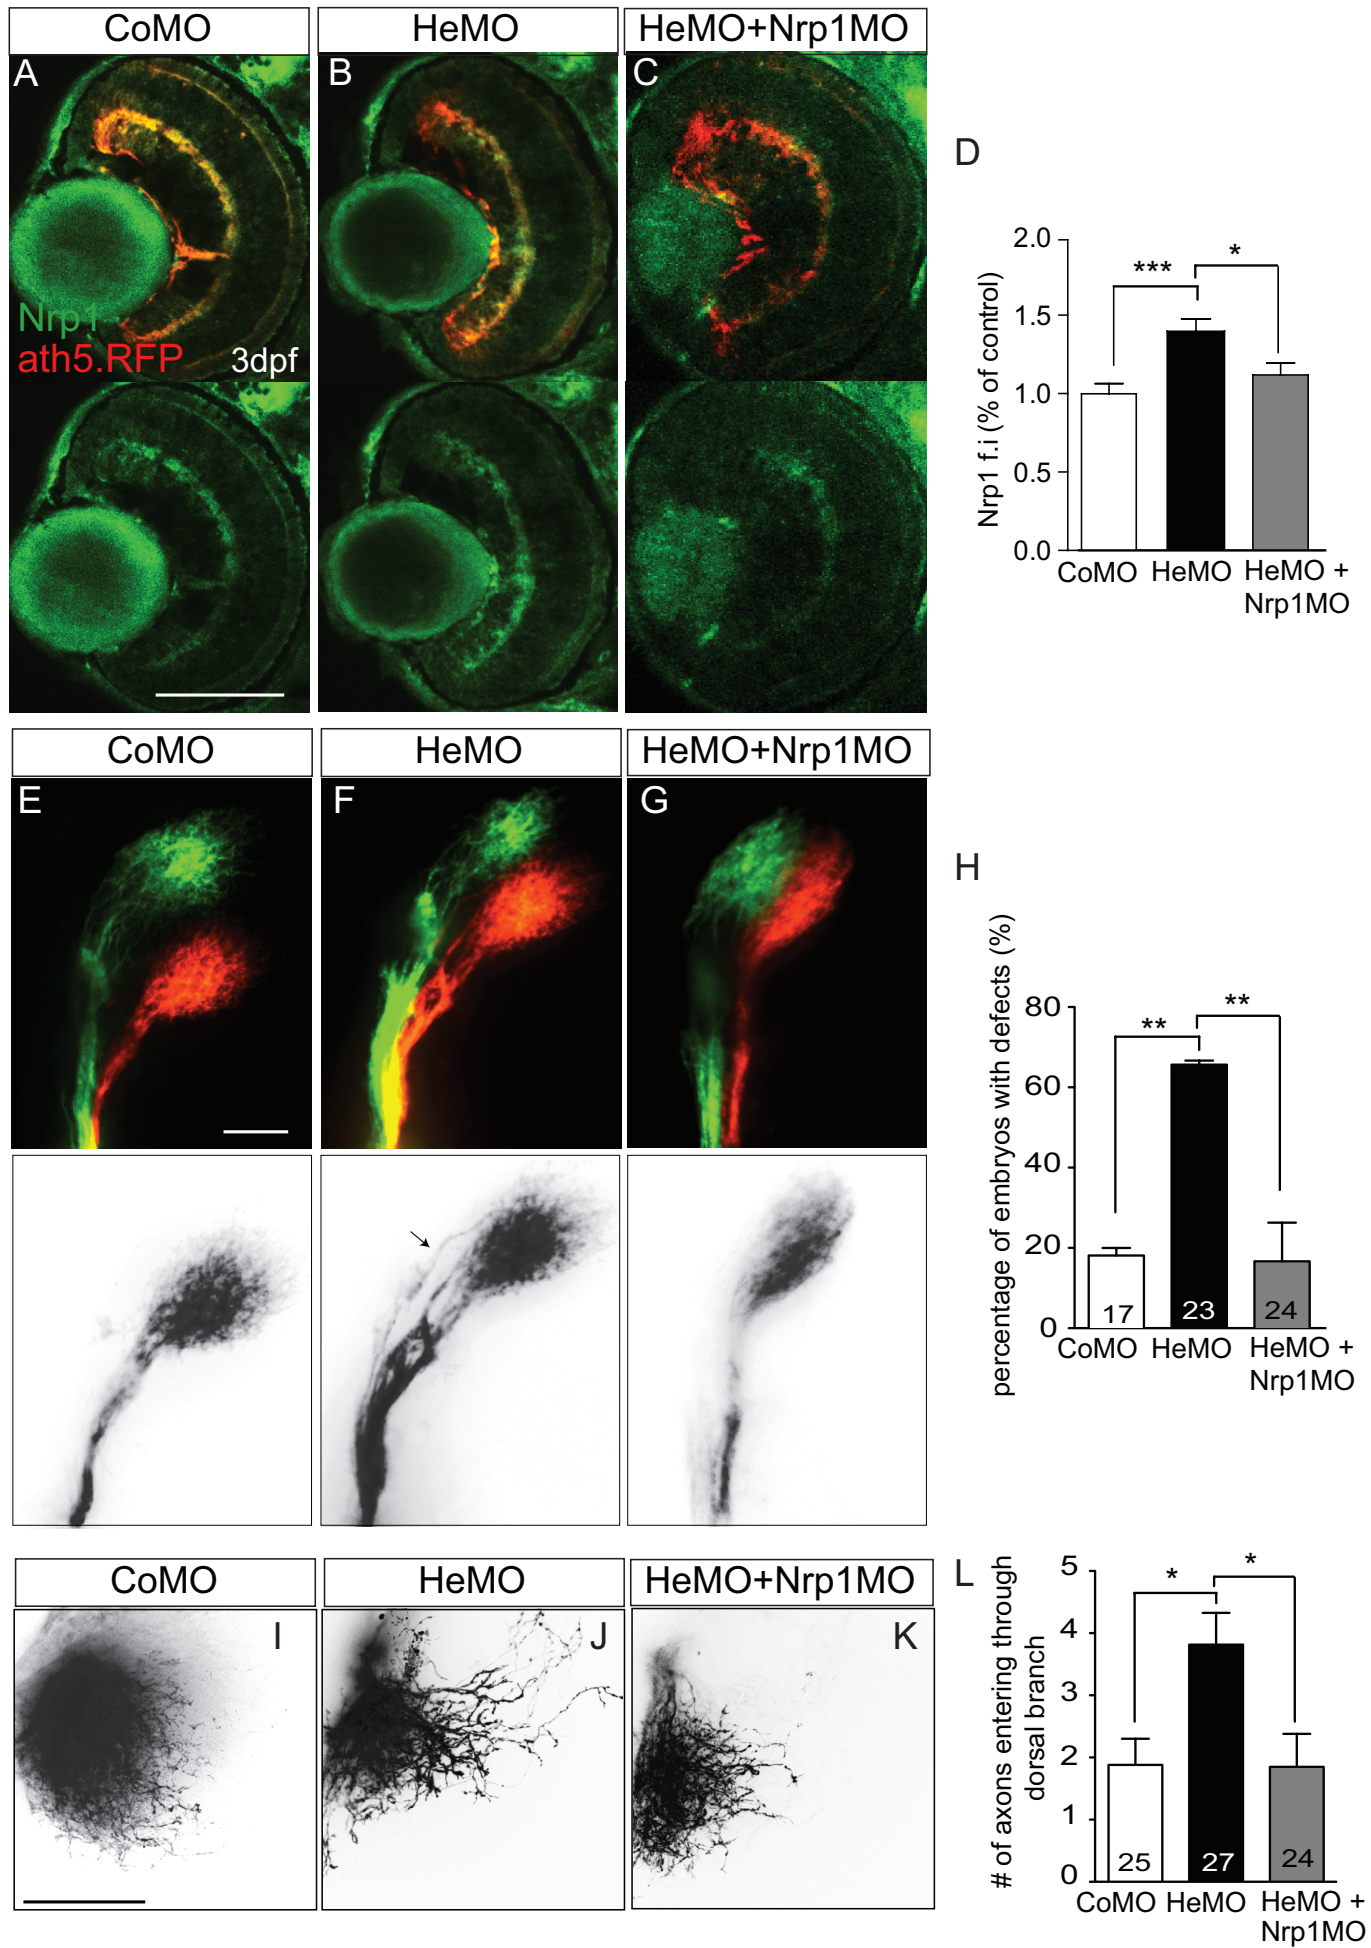 CoMO HeMO HeMO+Nrp1MO
A B C
Nrp1
ath5.RFP 3dpf
D
Nrp1 f.i (% of control)
2.0
1.5
1.0
0.5
0.0
*** *
CoMO HeMO HeMO +
Nrp1MO
CoMO HeMO HeMO+Nrp1MO
E F G
H
percentage of embryos with defects (%)
80
60
40
20
0
** **
17 23 24
CoMO HeMO HeMO +
Nrp1MO
CoMO HeMO HeMO+Nrp1MO
I J K
L
# of axons entering through
dorsal branch
5
4
3
2
1
0
* *
25 27 24
CoMO HeMO HeMO +
Nrp1MO